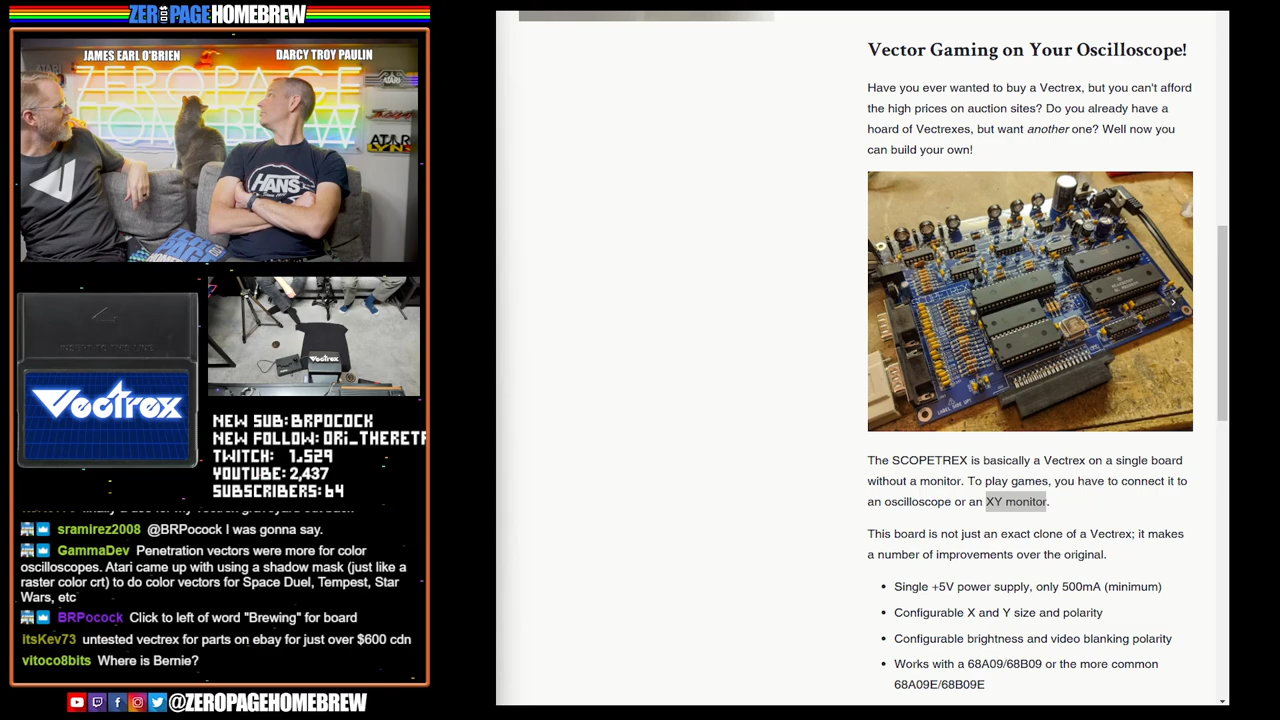 ZEROPAGEHOMEBREW
JAMES EARL O'BRIEN
DARCY TROY PAULIN
ZEROPAGE
HOMEBREW
ATARI
HANS
Vectrex
Vectrex
NEW SUB: BRPOCOCK
NEW FOLLOW: ORI_THERETR
TWITCH: 1,529
YOUTUBE: 2,437
SUBSCRIBERS: 64
sramirez2008 @BRPocock I was gonna say.
GammaDev Penetration vectors were more for color
oscilloscopes. Atari came up with using a shadow mask (just like a
raster color crt) to do color vectors for Space Duel, Tempest, Star
Wars, etc
BRPocock Click to left of word "Brewing" for board
itsKev73 untested vectrex for parts on ebay for just over $600 cdn
vitoco8bits Where is Bernie?
@ZEROPAGEHOMEBREW
Vector Gaming on Your Oscilloscope!
Have you ever wanted to buy a Vectrex, but you can't afford
the high prices on auction sites? Do you already have a
hoard of Vectrexes, but want another one? Well now you
can build your own!
LABEL SIDE UP!
The SCOPETREX is basically a Vectrex on a single board
without a monitor. To play games, you have to connect it to
an oscilloscope or an XY monitor.
This board is not just an exact clone of a Vectrex; it makes
a number of improvements over the original.
• Single +5V power supply, only 500mA (minimum)
• Configurable X and Y size and polarity
• Configurable brightness and video blanking polarity
• Works with a 68A09/68B09 or the more common
68A09E/68B09E